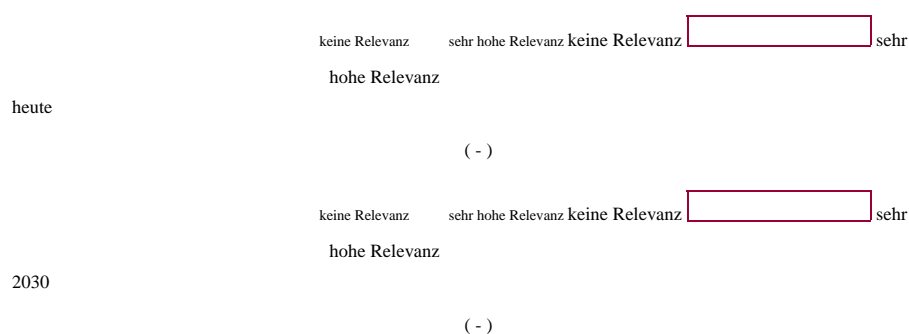 keine Relevanz sehr hohe Relevanz keine Relevanz sehr
hohe Relevanz
heute
( - )
keine Relevanz sehr hohe Relevanz keine Relevanz sehr
hohe Relevanz
2030
( - )